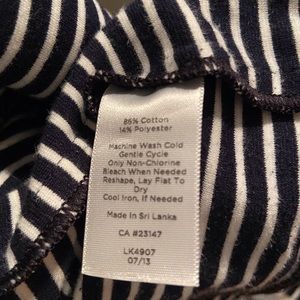 86% Cotton
14% Polyester
Machine Wash Cold
Gentle Cycle
Only Non-Chlorine
Bleach When Needed
Reshape, Lay Flat To
Dry
Cool Iron, If Needed
Made In Sri Lanka
CA #23147
LK4907
07/13